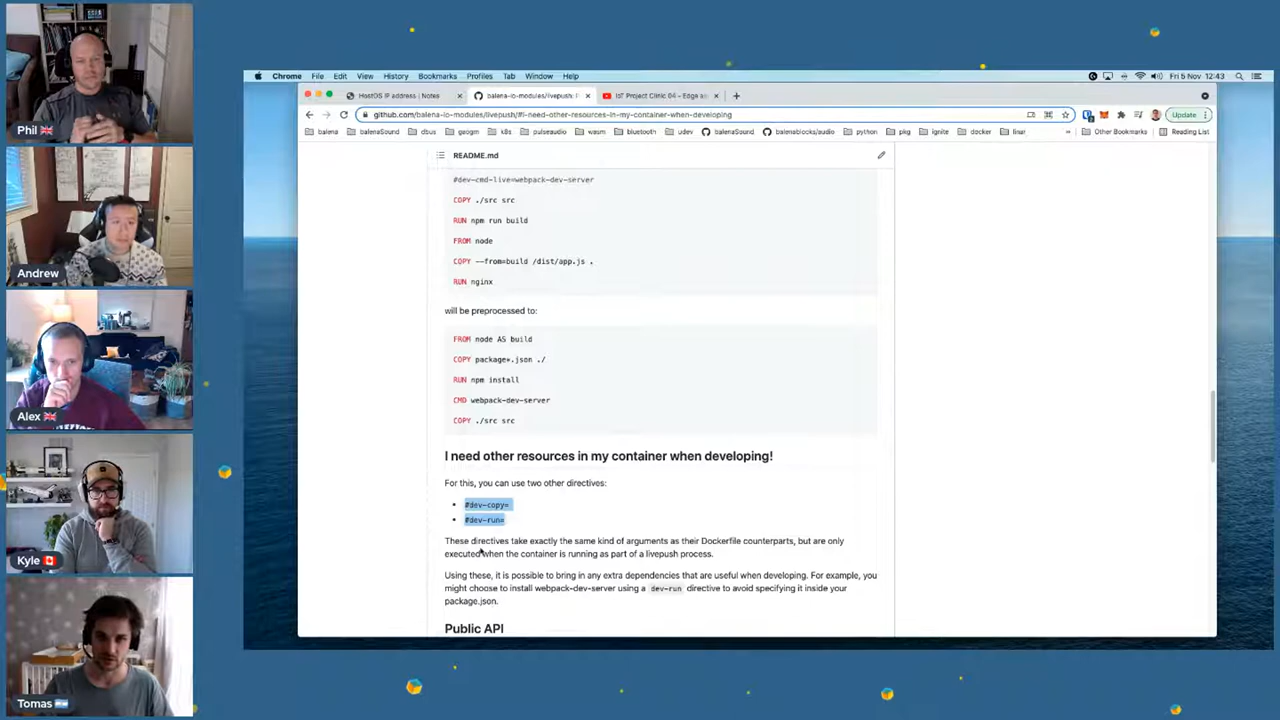 Phil
Andrew
Alex
Kyle
Tomas
Chrome File Edit View History Bookmarks Profiles Tab Window Help
Fri 5 Nov 12:43
HostOS IP address | Notes
balena-io-modules/livepush:
IoT Project Clinic 04 - Edge
github.com/balena-io-modules/livepush/#i-need-other-resources-in-my-container-when-developing
Update
balena balenaSound dbus gaogm k8s pulseaudio wasm bluetooth udev balenaSound balenablocks/audio python pkg ignite docker
Other Bookmarks Reading List
README.md
#dev-cmd-live=webpack-dev-server
COPY ./src src
RUN npm run build
FROM node
COPY --from=build /dist/app.js .
RUN nginx
will be preprocessed to:
FROM node AS build
COPY package*.json ./
RUN npm install
CMD webpack-dev-server
COPY ./src src
I need other resources in my container when developing!
For this, you can use two other directives:
#dev-copy=
#dev-run=
These directives take exactly the same kind of arguments as their Dockerfile counterparts, but are only
executed when the container is running as part of a livepush process.
Using these, it is possible to bring in any extra dependencies that are useful when developing. For example, you
might choose to install webpack-dev-server using a dev-run directive to avoid specifying it inside your
package.json.
Public API